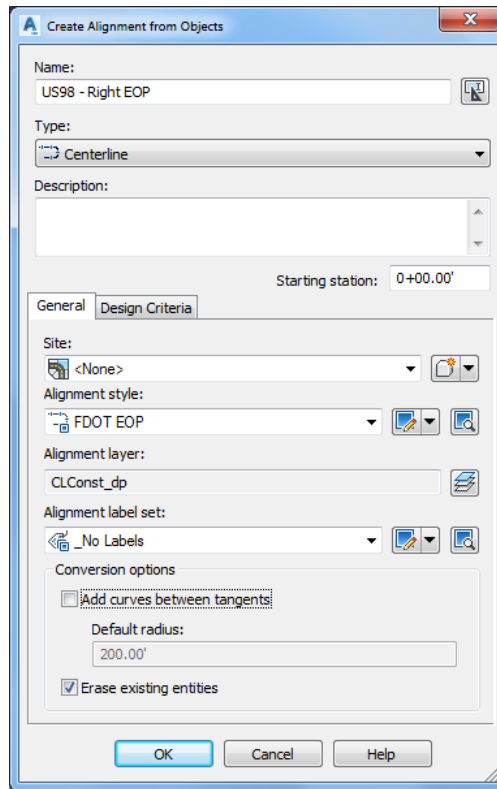 Create Alignment from Objects
Name:
US98 - Right EOP
Type:
Centerline
Description:
Starting station: 0+00.00'
General Design Criteria
Site:
<None>
Alignment style:
FDOT EOP
Alignment layer:
CLConst_dp
Alignment label set:
_No Labels
Conversion options
Add curves between tangents
Default radius:
200.00'
Erase existing entities
OK Cancel Help